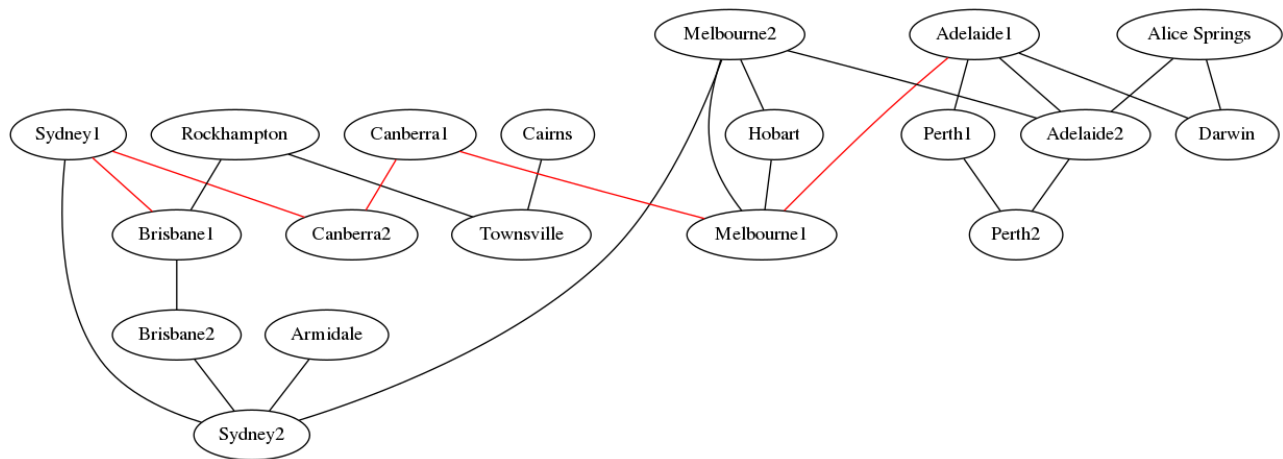 Melbourne2
Adelaide1
Alice Springs
Sydney1
Rockhampton
Canberra1
Cairns
Hobart
Perth1
Adelaide2
Darwin
Brisbane1
Canberra2
Townsville
Melbourne1
Perth2
Brisbane2
Armidale
Sydney2